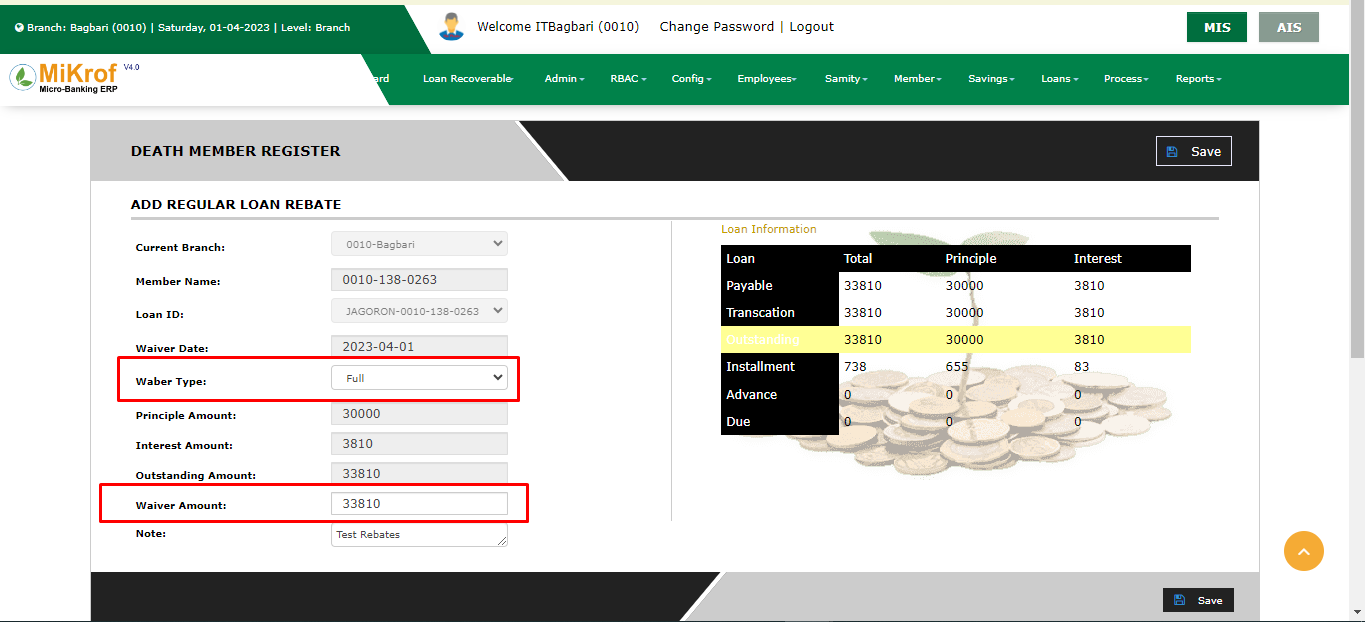 Branch: Bagbari (0010) | Saturday, 01-04-2023 | Level: Branch
Welcome ITBagbari (0010) Change Password | Logout
MIS AIS
MiKrof V4.0
Micro-Banking ERP
ard Loan Recoverable Admin RBAC Config Employees Samity Member Savings Loans Process Reports
DEATH MEMBER REGISTER
Save
ADD REGULAR LOAN REBATE
Current Branch: 0010-Bagbari
Member Name: 0010-138-0263
Loan ID: JAGORON-0010-138-0263
Waiver Date: 2023-04-01
Waber Type: Full
Principle Amount: 30000
Interest Amount: 3810
Outstanding Amount: 33810
Waiver Amount: 33810
Note: Test Rebates
Loan Information
Loan Total Principle Interest
Payable 33810 30000 3810
Transcation 33810 30000 3810
Outstanding 33810 30000 3810
Installment 738 655 83
Advance 0 0 0
Due 0 0 0
Save